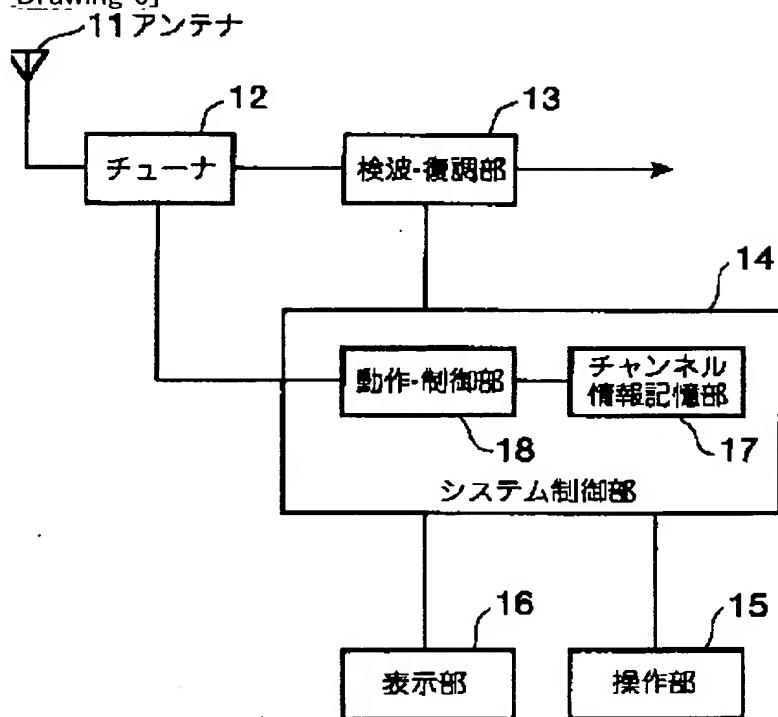 11アンテナ
12
13
チューナ
検波・復調部
14
動作・制御部
チャンネル
情報記憶部
18
17
システム制御部
16
15
表示部
操作部